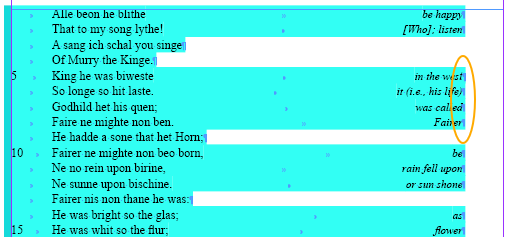 Alle beon he blithe be happy
That to my song lythe! [Who]; listen
A sang ich schal you singe
Of Murry the Kinge.
5 King he was biweste in the west
So longe so hit laste. it (i.e., his life)
Godhild het his quen; was called
Faire ne mighte non ben. Fairer
He hadde a sone that het Horn;
10 Fairer ne mighte non beo born, be
Ne no rein upon birine, rain fell upon
Ne sunne upon bischine. or sun shone
Fairer nis non thane he was:
He was bright so the glas; as
15 He was whit so the flur; flower